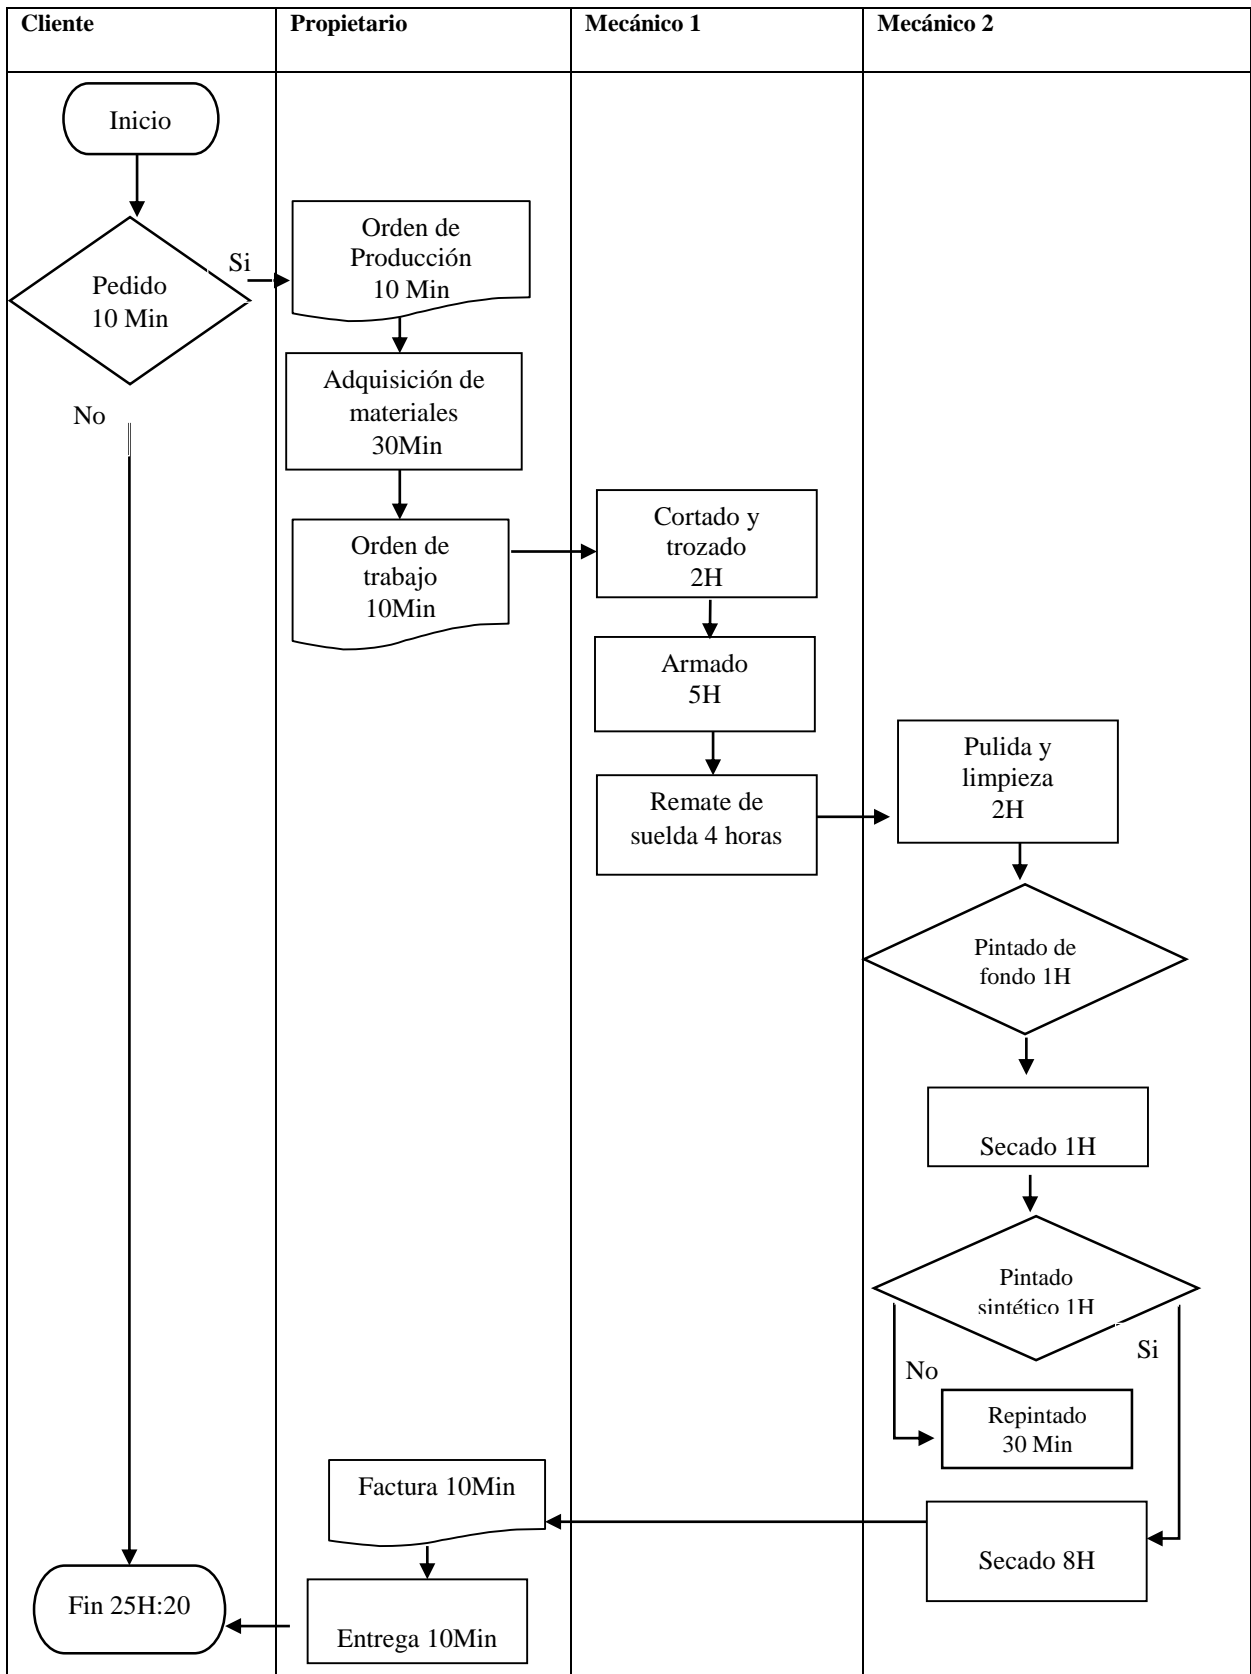 Cliente
Propietario
Mecánico 1
Mecánico 2
Inicio
Pedido
10 Min
Si
No
Orden de
Producción
10 Min
Adquisición de
materiales
30Min
Orden de
trabajo
10Min
Cortado y
trozado
2H
Armado
5H
Remate de
suelda 4 horas
Pulida y
limpieza
2H
Pintado de
fondo 1H
Secado 1H
Pintado
sintético 1H
Si
No
Repintado
30 Min
Secado 8H
Factura 10Min
Entrega 10Min
Fin 25H:20